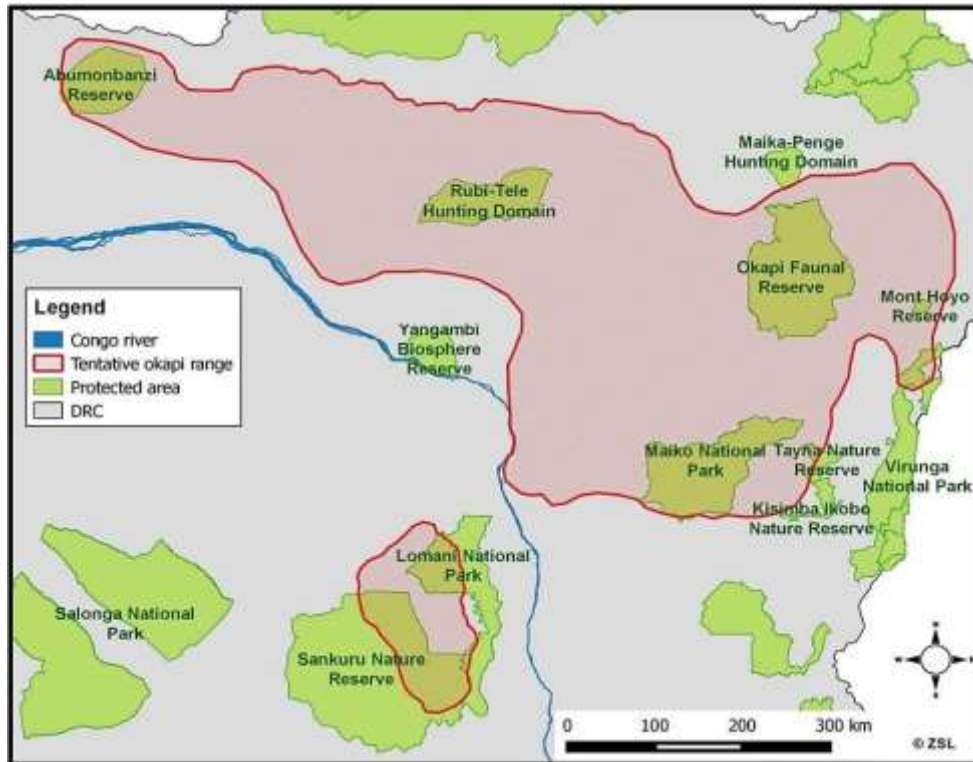 Abumonbanzi
Reserve
Maika-Penge
Hunting Domain
Rubi-Tele
Hunting Domain
Okapi Faunal
Reserve
Mont Hoyo
Reserve
Legend
Congo river
Tentative okapi range
Protected area
DRC
Yangambi
Biosphere
Reserve
Maiko National
Park
Tayna Nature
Reserve
Virunga
National Park
Kisimba Ikobo
Nature Reserve
Lomani National
Park
Salonga National
Park
Sankuru Nature
Reserve
N
W
E
S
0 100 200 300 km
© ZSL